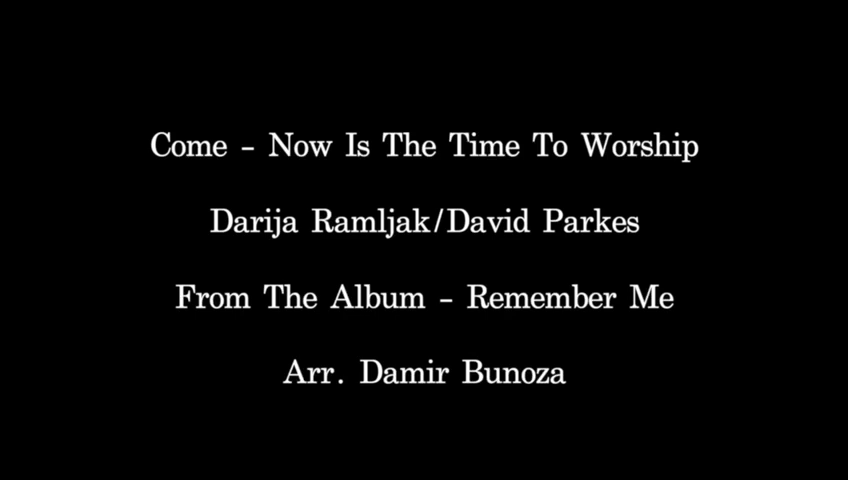 Come - Now Is The Time To Worship
Darija Ramljak/David Parkes
From The Album - Remember Me
Arr. Damir Bunoza